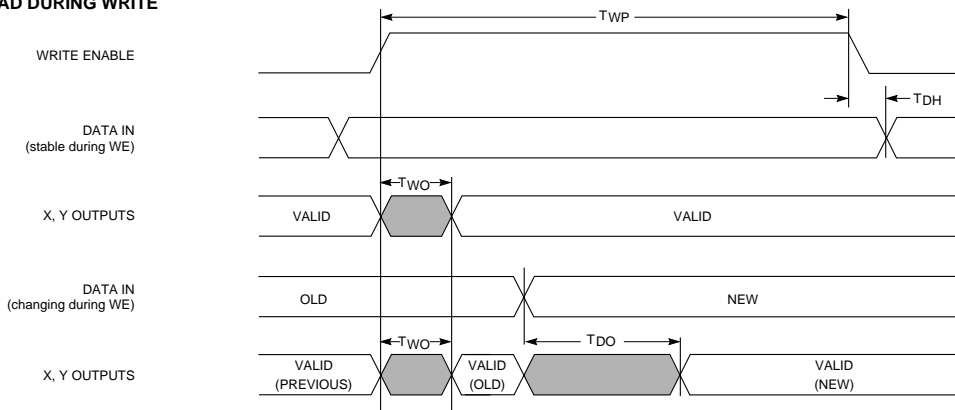 AD DURING WRITE
TWP
WRITE ENABLE
TDH
DATA IN
(stable during WE)
TWO
X, Y OUTPUTS
VALID
VALID
DATA IN
(changing during WE)
OLD
NEW
TWO
TDO
X, Y OUTPUTS
VALID
(PREVIOUS)
VALID
(OLD)
VALID
(NEW)